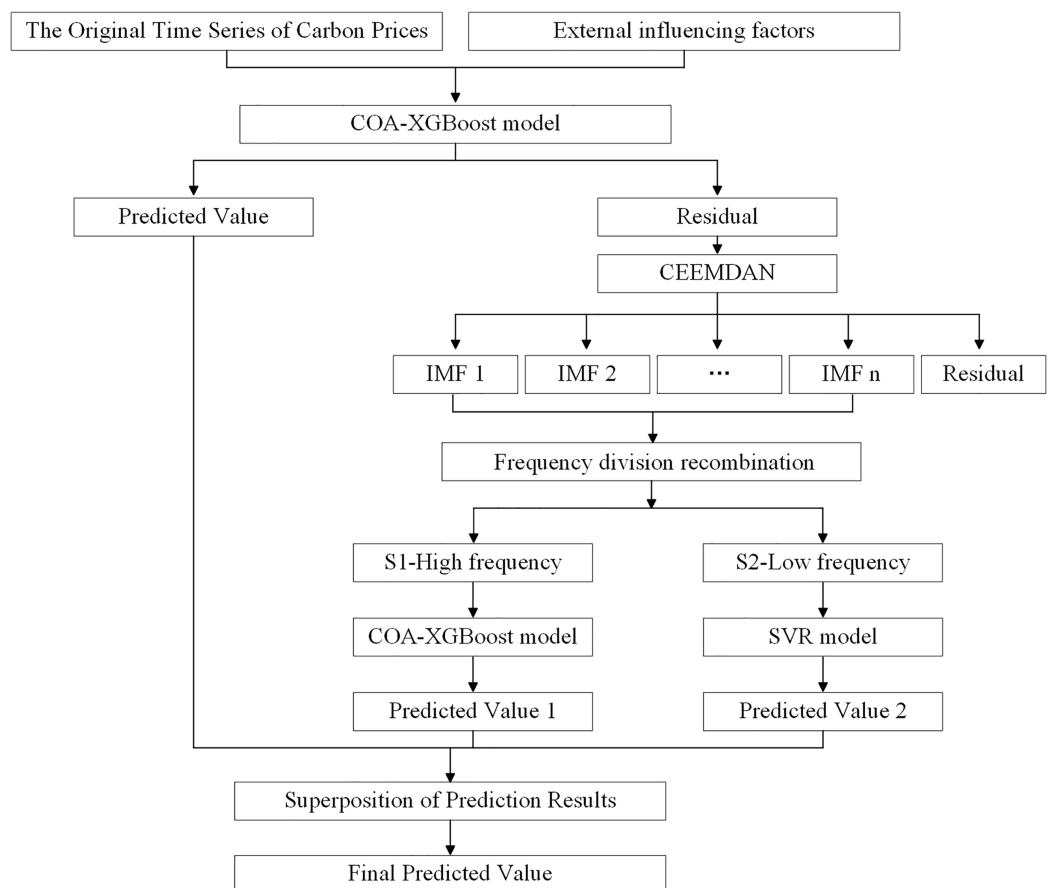 The Original Time Series of Carbon Prices
External influencing factors
COA-XGBoost model
Predicted Value
Residual
CEEMDAN
IMF 1
IMF 2
...
IMF n
Residual
Frequency division recombination
S1-High frequency
S2-Low frequency
COA-XGBoost model
SVR model
Predicted Value 1
Predicted Value 2
Superposition of Prediction Results
Final Predicted Value